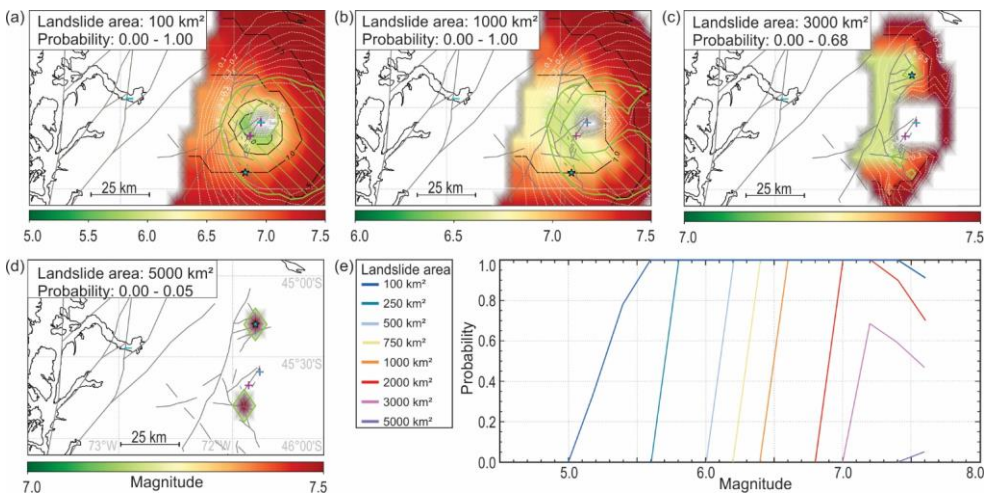 (a)
Landslide area: 100 km²
Probability: 0.00 - 1.00
25 km
5.0 5.5 6.0 6.5 7.0 7.5
(b)
Landslide area: 1000 km²
Probability: 0.00 - 1.00
25 km
6.0 6.5 7.0 7.5
(c)
Landslide area: 3000 km²
Probability: 0.00 - 0.68
25 km
7.0 7.5
(d)
Landslide area: 5000 km²
Probability: 0.00 - 0.05
45°00'S
45°30'S
46°00'S
73°W 72°W
25 km
7.0 7.5
Magnitude
(e)
Landslide area
100 km²
250 km²
500 km²
750 km²
1000 km²
2000 km²
3000 km²
5000 km²
Probability
1.0
0.8
0.6
0.4
0.2
0.0
5.0 6.0 7.0 8.0
Magnitude